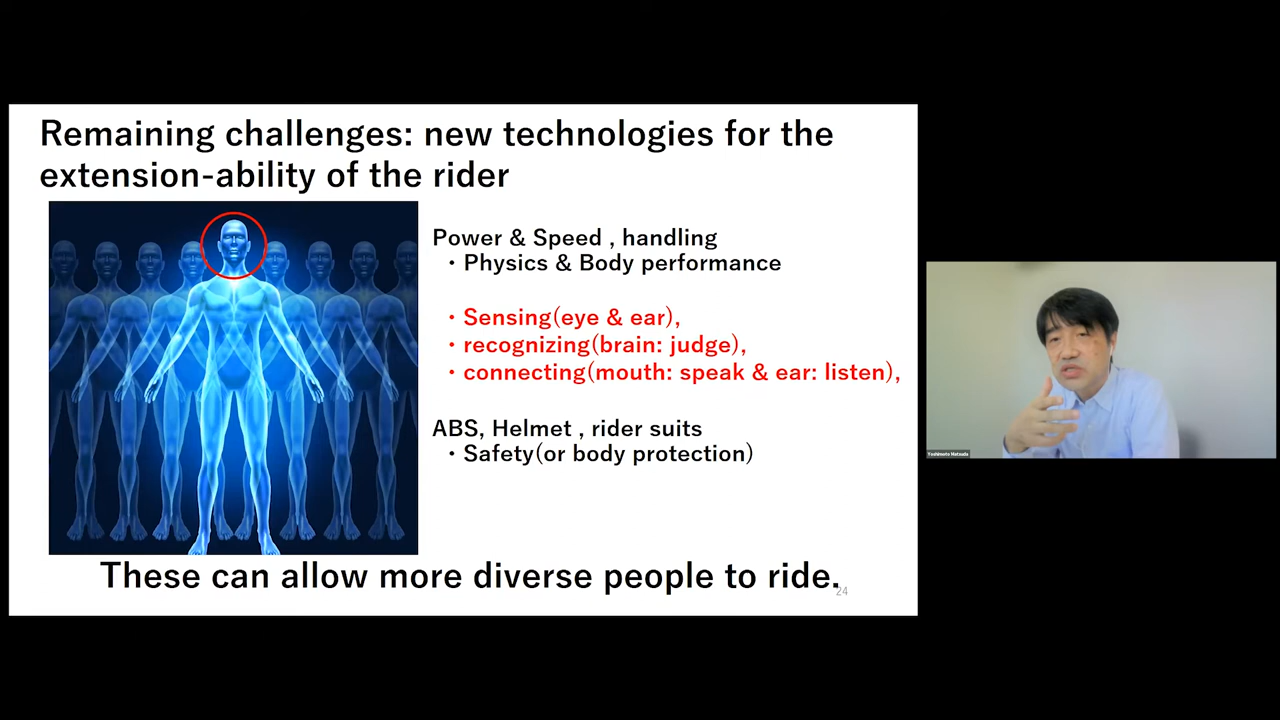 Remaining challenges: new technologies for the
extension-ability of the rider
Power & Speed , handling
・Physics & Body performance
・Sensing(eye & ear),
・recognizing(brain: judge),
・connecting(mouth: speak & ear: listen),
ABS, Helmet , rider suits
・Safety(or body protection)
These can allow more diverse people to ride.
24
Yoshimoto Matsuda